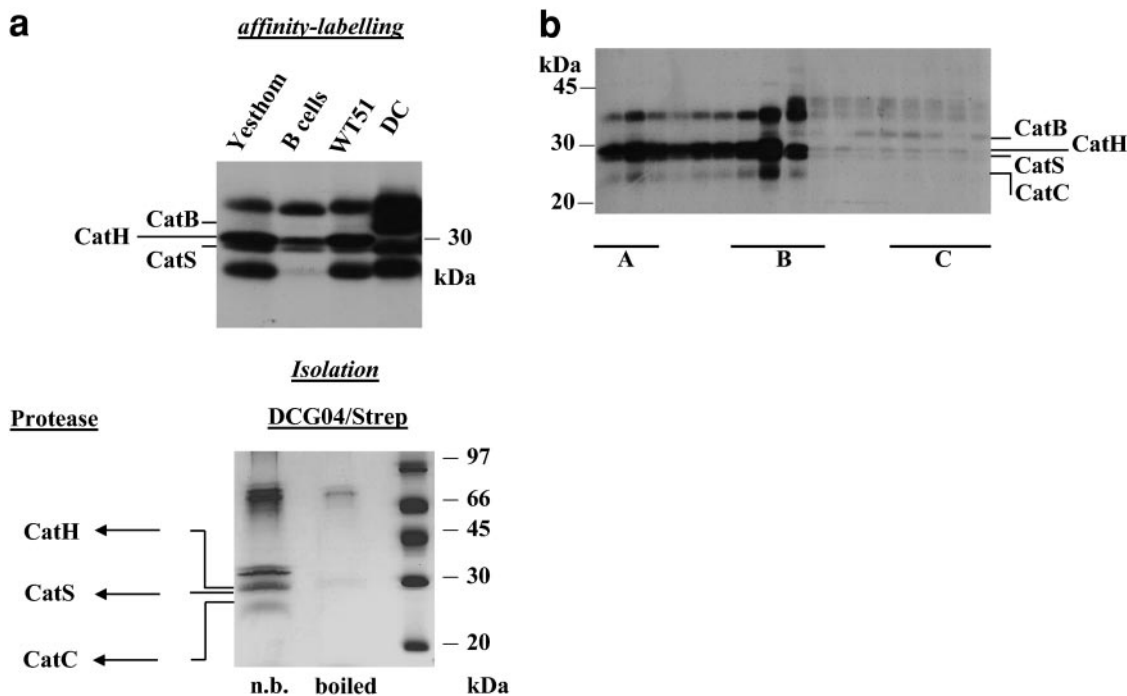 a
affinity-labelling
Yesthom
B cells
WT51
DC
CatB
CatH
CatS
30
kDa
Isolation
Protease
DCG04/Strep
97
66
45
30
20
CatH
CatS
CatC
n.b. boiled kDa
b
kDa
45
30
20
CatB
CatH
CatS
CatC
A B C